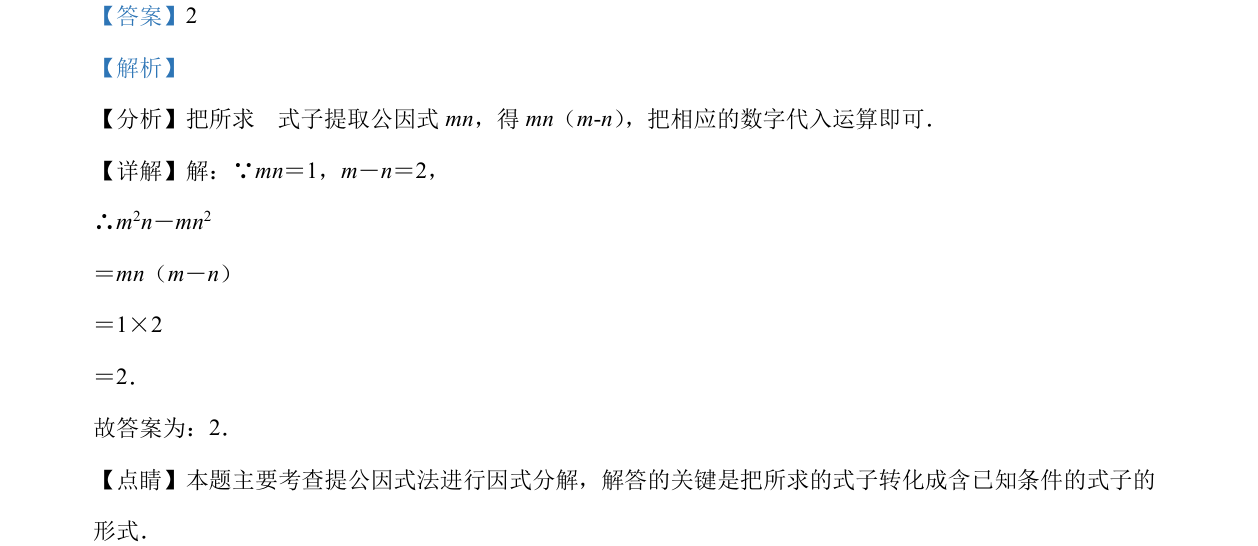 【答案】2
【解析】
【分析】把所求　式子提取公因式 mn，得 mn（m-n），把相应的数字代入运算即可．
【详解】解：∵mn＝1，m－n＝2，
∴m²n－mn²
＝mn（m－n）
＝1×2
＝2．
故答案为：2．
【点睛】本题主要考查提公因式法进行因式分解，解答的关键是把所求的式子转化成含已知条件的式子的
形式．